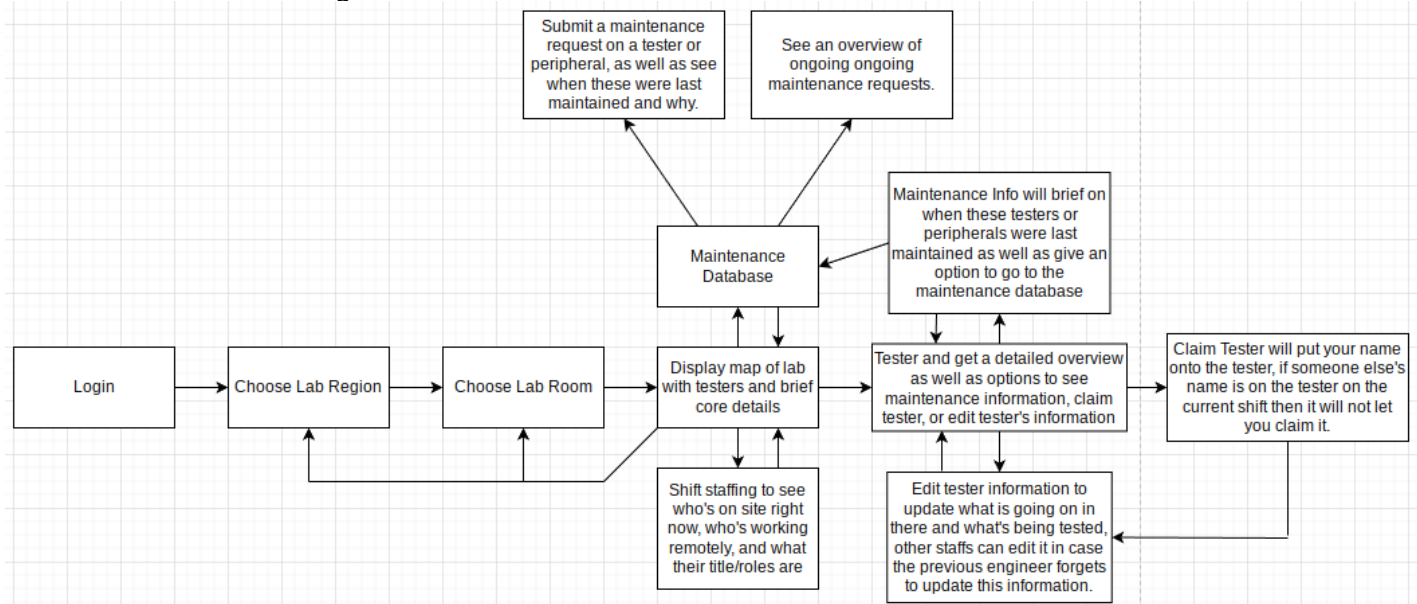 Submit a maintenance
request on a tester or
peripheral, as well as see
when these were last
maintained and why.
See an overview of
ongoing ongoing
maintenance requests.
Maintenance Info will brief on
when these testers or
peripherals were last
maintained as well as give an
option to go to the
maintenance database
Maintenance
Database
Login
Choose Lab Region
Choose Lab Room
Display map of lab
with testers and brief
core details
Tester and get a detailed overview
as well as options to see
maintenance information, claim
tester, or edit tester's information
Claim Tester will put your name
onto the tester, if someone else's
name is on the tester on the
current shift then it will not let
you claim it.
Shift staffing to see
who's on site right
now, who's working
remotely, and what
their title/roles are
Edit tester information to
update what is going on in
there and what's being tested,
other staffs can edit it in case
the previous engineer forgets
to update this information.